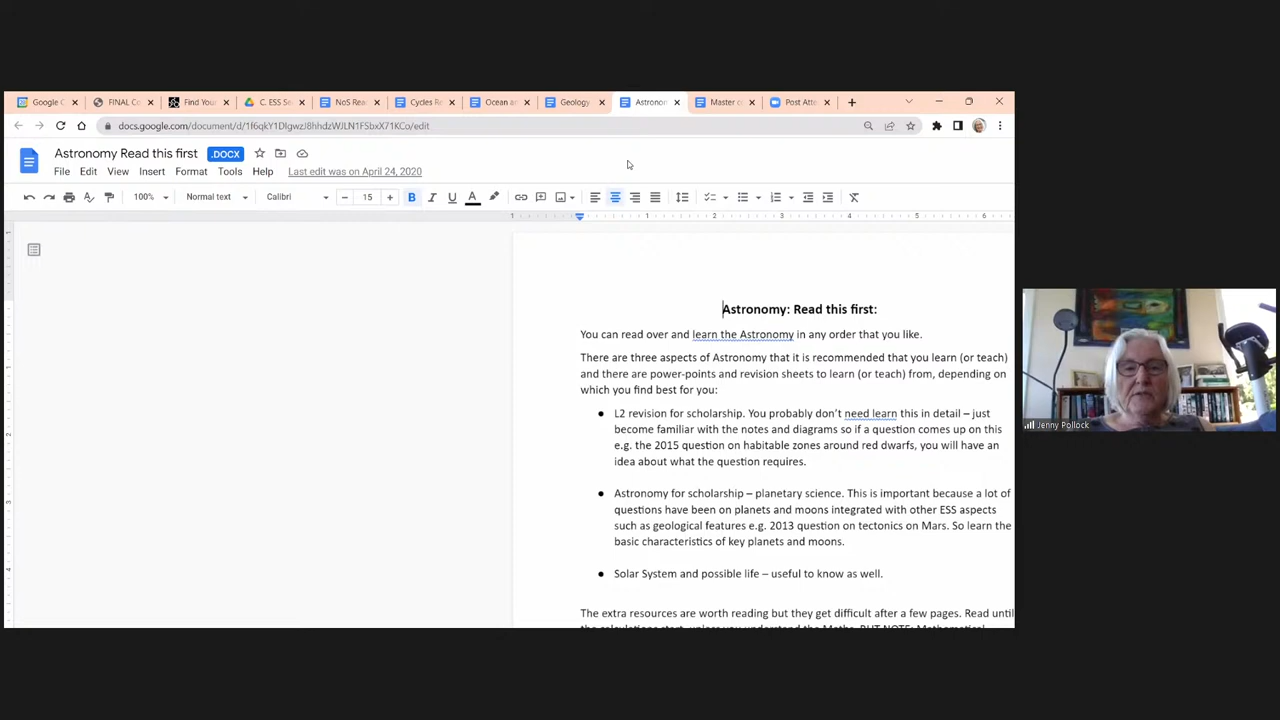 Google C
FINAL Co
Find Your
C. ESS Se
NoS Rea
Cycles Re
Ocean an
Geology
Astronom
Master c
Post Atte
docs.google.com/document/d/1f6qkY1DIgwzJ8hhdzWJLN1FSbxX71KCo/edit
Astronomy Read this first
.DOCX
File Edit View Insert Format Tools Help Last edit was on April 24, 2020
100% Normal text Calibri 15 B I U A
1 1 2 3 4 5 6
Astronomy: Read this first:
You can read over and learn the Astronomy in any order that you like.
There are three aspects of Astronomy that it is recommended that you learn (or teach)
and there are power-points and revision sheets to learn (or teach) from, depending on
which you find best for you:
● L2 revision for scholarship. You probably don't need learn this in detail – just
become familiar with the notes and diagrams so if a question comes up on this
e.g. the 2015 question on habitable zones around red dwarfs, you will have an
idea about what the question requires.
● Astronomy for scholarship – planetary science. This is important because a lot of
questions have been on planets and moons integrated with other ESS aspects
such as geological features e.g. 2013 question on tectonics on Mars. So learn the
basic characteristics of key planets and moons.
● Solar System and possible life – useful to know as well.
The extra resources are worth reading but they get difficult after a few pages. Read until
the calculations start, unless you understand the Maths. BUT NOTE: Mathematical
Jenny Pollock